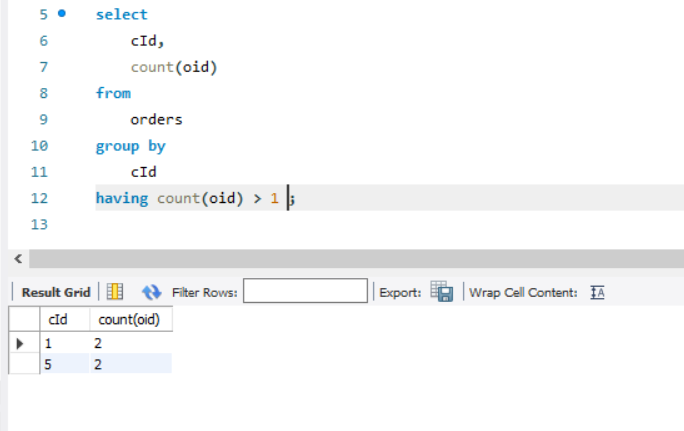 5 select
6 cId,
7 count(oid)
8 from
9 orders
10 group by
11 cId
12 having count(oid) > 1 ;
13
Result Grid Filter Rows: Export: Wrap Cell Content: IA
cId count(oid)
1 2
5 2